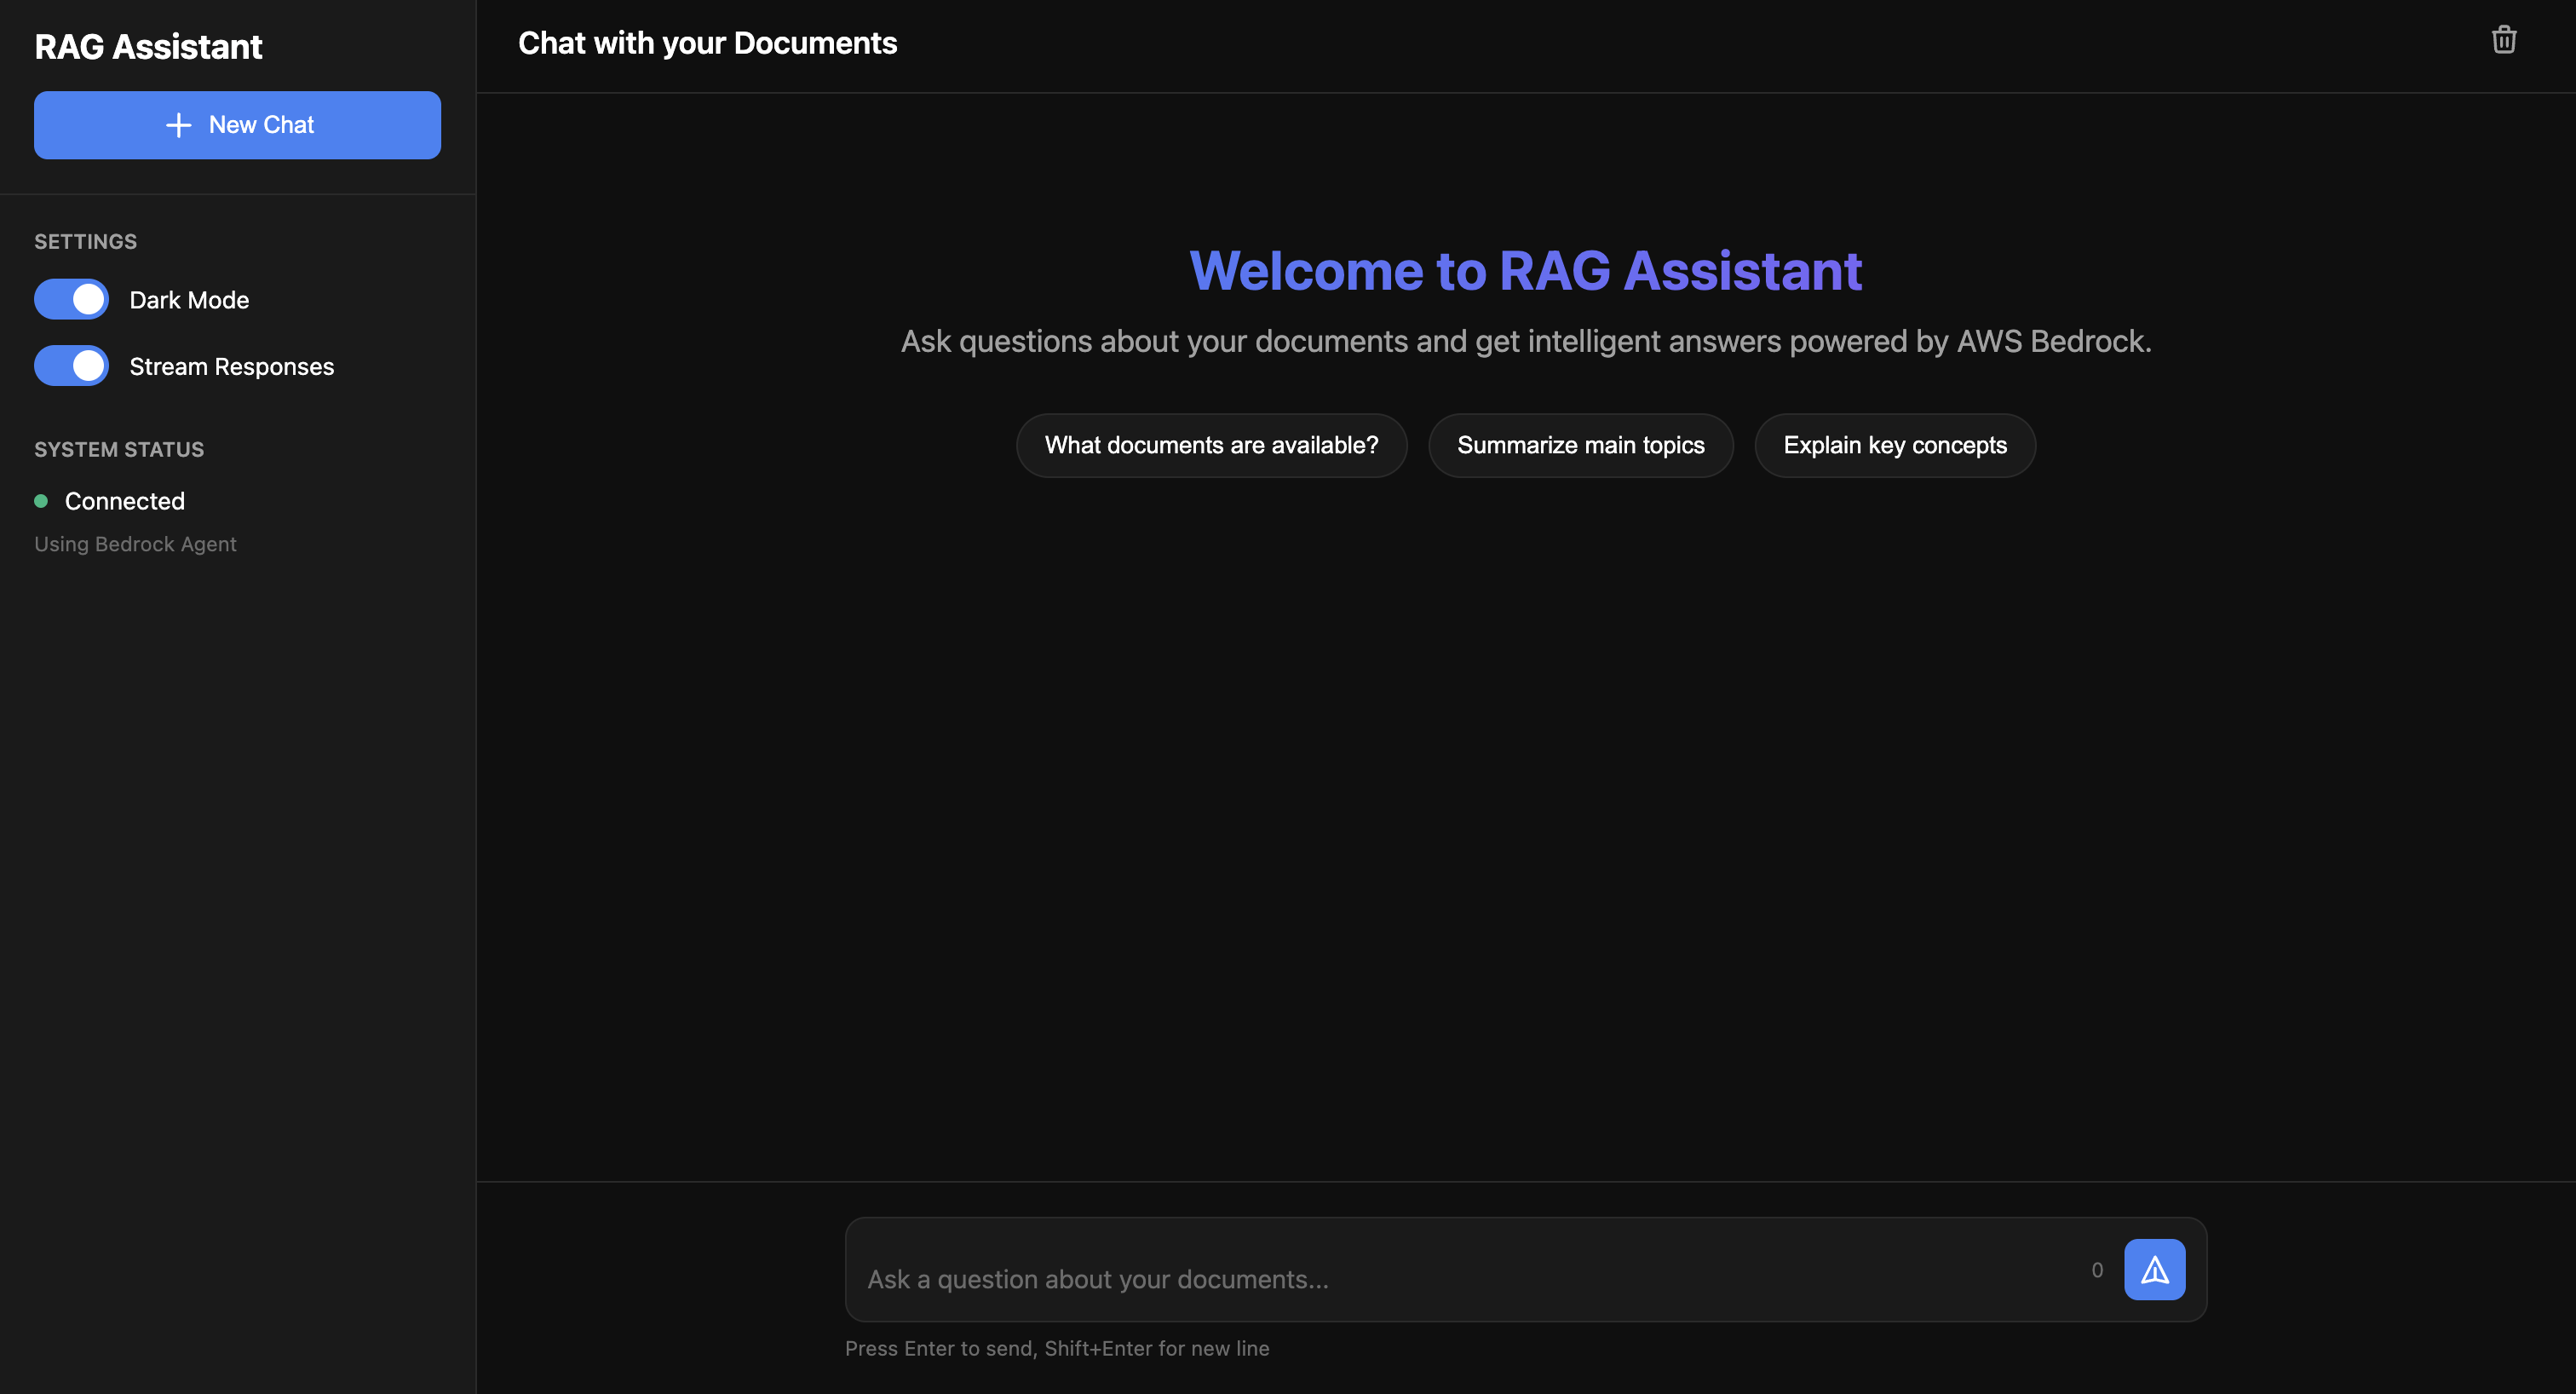 RAG Assistant
New Chat
SETTINGS
Dark Mode
Stream Responses
SYSTEM STATUS
Connected
Using Bedrock Agent
Chat with your Documents
Welcome to RAG Assistant
Ask questions about your documents and get intelligent answers powered by AWS Bedrock.
What documents are available?
Summarize main topics
Explain key concepts
Ask a question about your documents...
0
Press Enter to send, Shift+Enter for new line